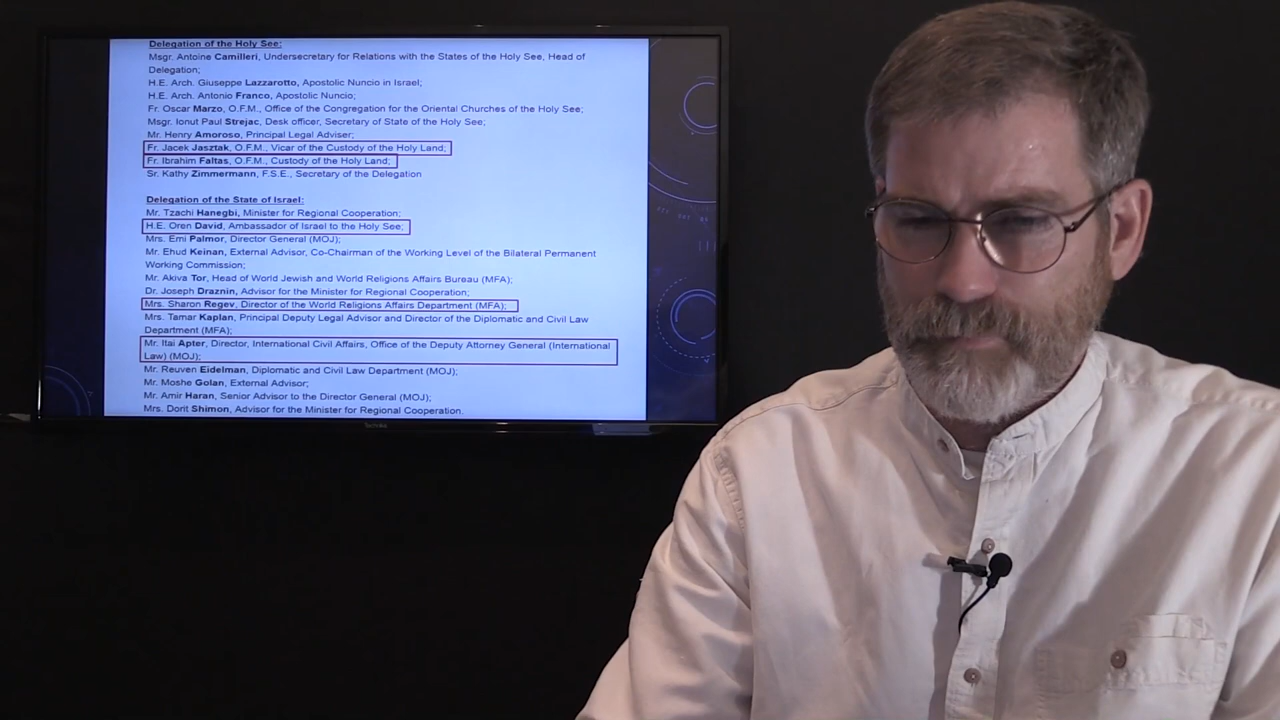 Delegation of the Holy See:
Msgr. Antoine Camilleri, Undersecretary for Relations with the States of the Holy See, Head of
Delegation;
H.E. Arch. Giuseppe Lazzarotto, Apostolic Nuncio in Israel;
H.E. Arch. Antonio Franco, Apostolic Nuncio;
Fr. Oscar Marzo, O.F.M., Office of the Congregation for the Oriental Churches of the Holy See;
Msgr. Ionut Paul Strejac, Desk officer, Secretary of State of the Holy See;
Mr. Henry Amoroso, Principal Legal Adviser;
Fr. Jacek Jasztak, O.F.M., Vicar of the Custody of the Holy Land;
Fr. Ibrahim Faltas, O.F.M., Custody of the Holy Land;
Sr. Kathy Zimmermann, F.S.E., Secretary of the Delegation
Delegation of the State of Israel:
Mr. Tzachi Hanegbi, Minister for Regional Cooperation;
H.E. Oren David, Ambassador of Israel to the Holy See;
Mrs. Emi Palmor, Director General (MOJ);
Mr. Ehud Keinan, External Advisor, Co-Chairman of the Working Level of the Bilateral Permanent
Working Commission;
Mr. Akiva Tor, Head of World Jewish and World Religions Affairs Bureau (MFA);
Dr. Joseph Draznin, Advisor for the Minister for Regional Cooperation;
Mrs. Sharon Regev, Director of the World Religions Affairs Department (MFA);
Mrs. Tamar Kaplan, Principal Deputy Legal Advisor and Director of the Diplomatic and Civil Law
Department (MFA);
Mr. Itai Apter, Director, International Civil Affairs, Office of the Deputy Attorney General (International
Law) (MOJ);
Mr. Reuven Eidelman, Diplomatic and Civil Law Department (MOJ);
Mr. Moshe Golan, External Advisor;
Mr. Amir Haran, Senior Advisor to the Director General (MOJ);
Mrs. Dorit Shimon, Advisor for the Minister for Regional Cooperation.